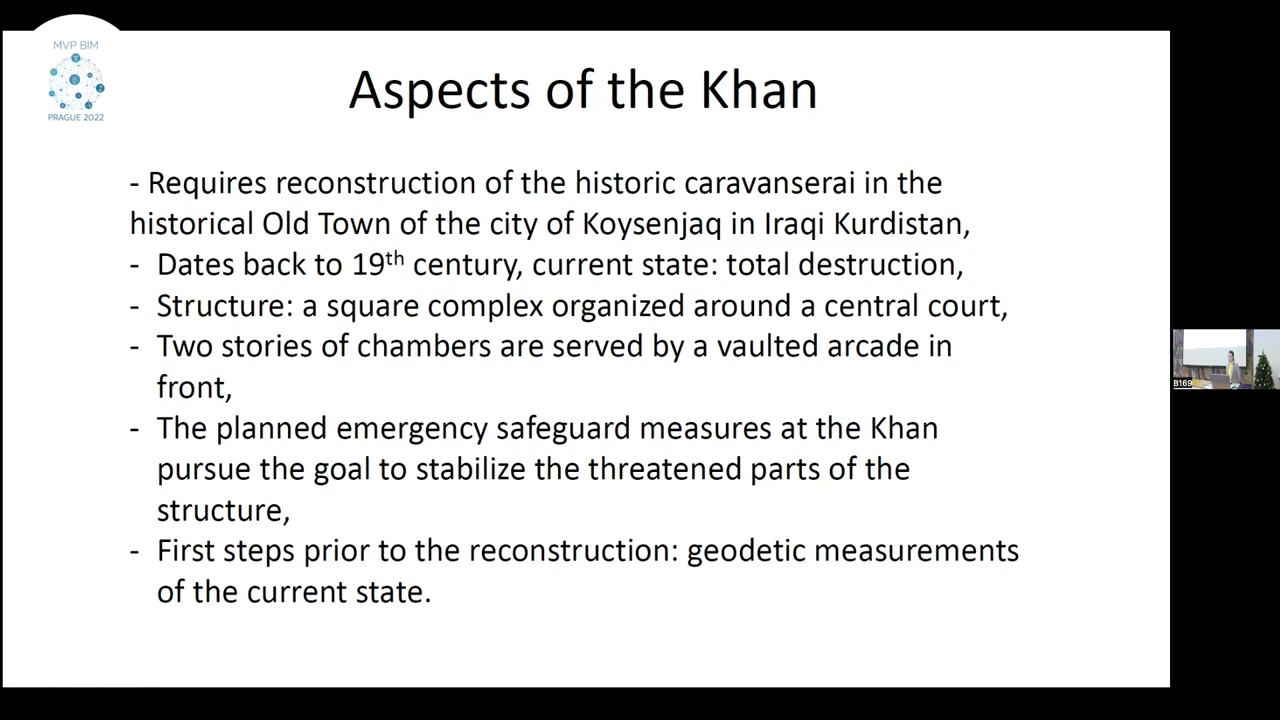 MVP BIM
PRAGUE 2022
Aspects of the Khan
- Requires reconstruction of the historic caravanserai in the
historical Old Town of the city of Koysenjaq in Iraqi Kurdistan,
- Dates back to 19th century, current state: total destruction,
- Structure: a square complex organized around a central court,
- Two stories of chambers are served by a vaulted arcade in
front,
- The planned emergency safeguard measures at the Khan
pursue the goal to stabilize the threatened parts of the
structure,
- First steps prior to the reconstruction: geodetic measurements
of the current state.
B169